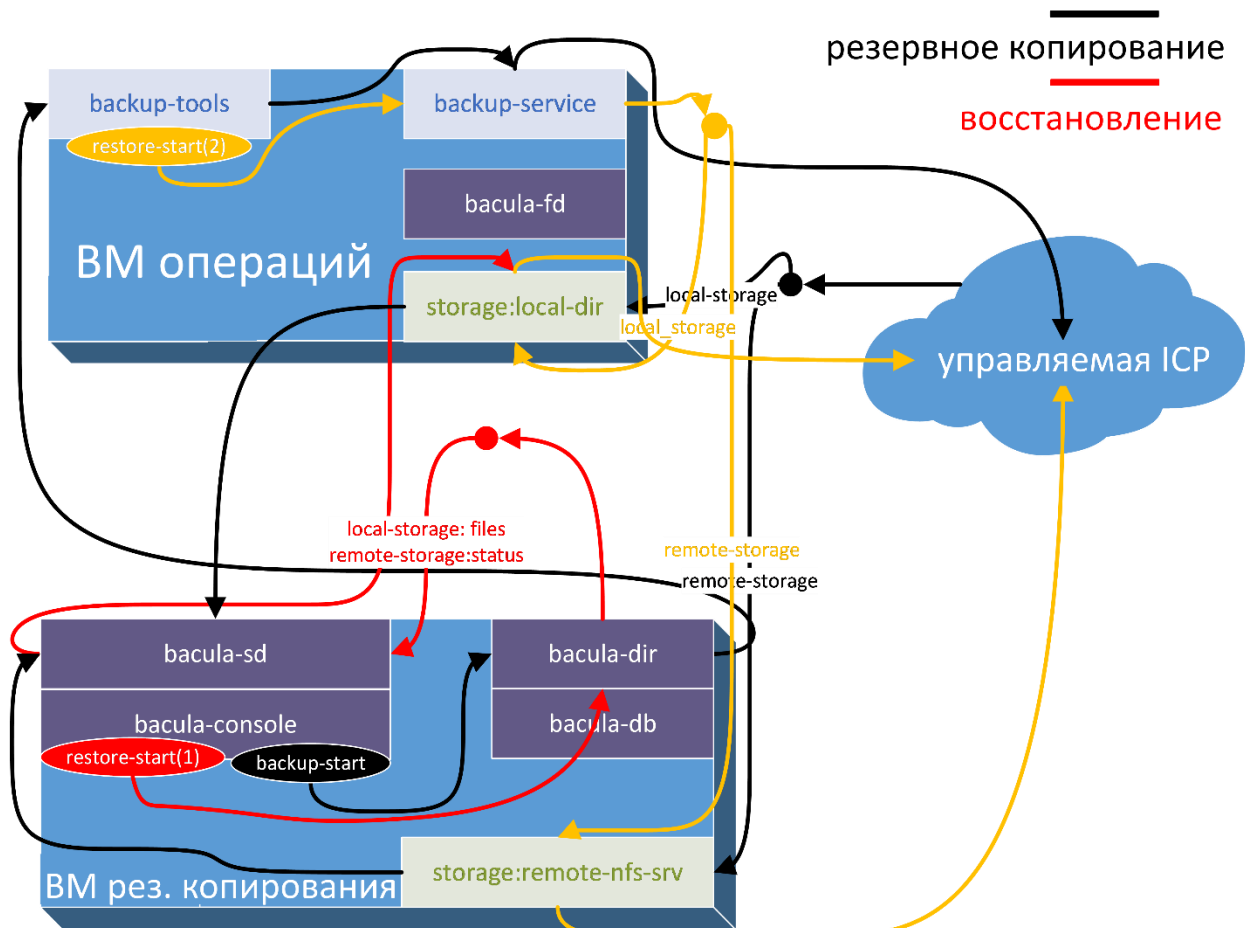 резервное копирование
восстановление
backup-tools
backup-service
restore-start(2)
bacula-fd
ВМ операций
storage:local-dir
local-storage
local_storage
управляемая ICP
local-storage: files
remote-storage:status
remote-storage
remote-storage
bacula-sd
bacula-dir
bacula-console
bacula-db
restore-start(1)
backup-start
storage:remote-nfs-srv
ВМ рез. копирования